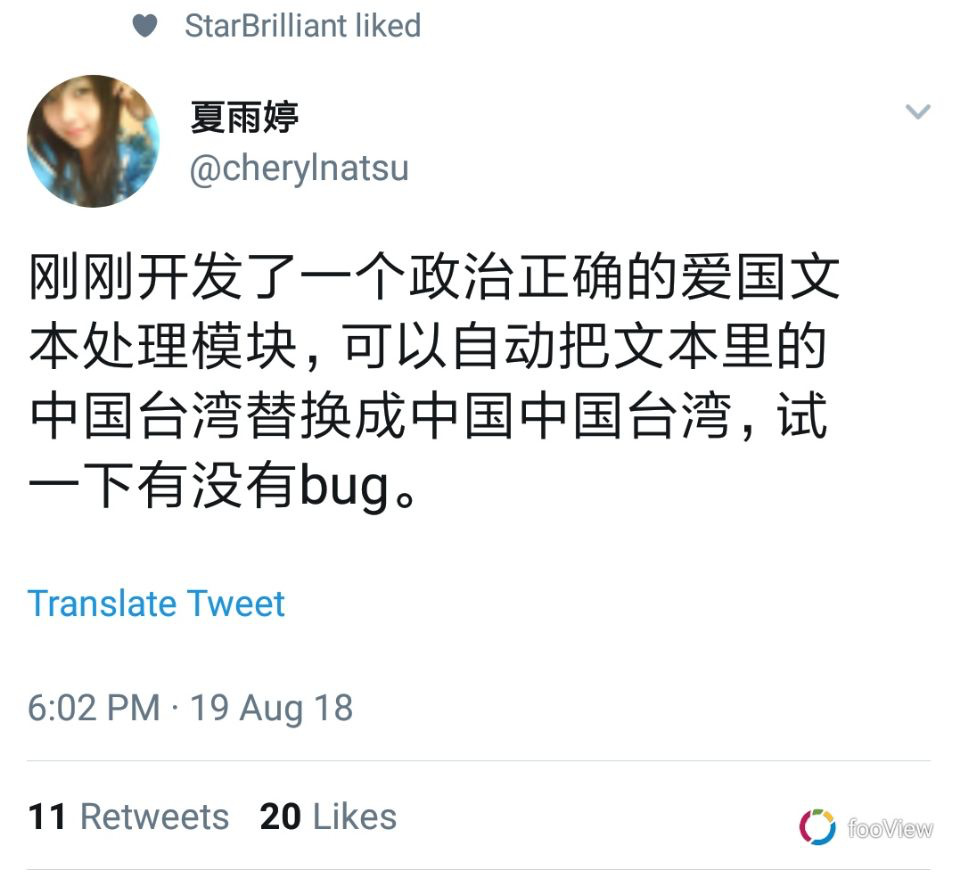 StarBrilliant liked
夏雨婷
@cherylnatsu
刚刚开发了一个政治正确的爱国文
本处理模块，可以自动把文本里的
中国台湾替换成中国中国台湾，试
一下有没有bug。
Translate Tweet
6:02 PM · 19 Aug 18
11 Retweets 20 Likes
fooView